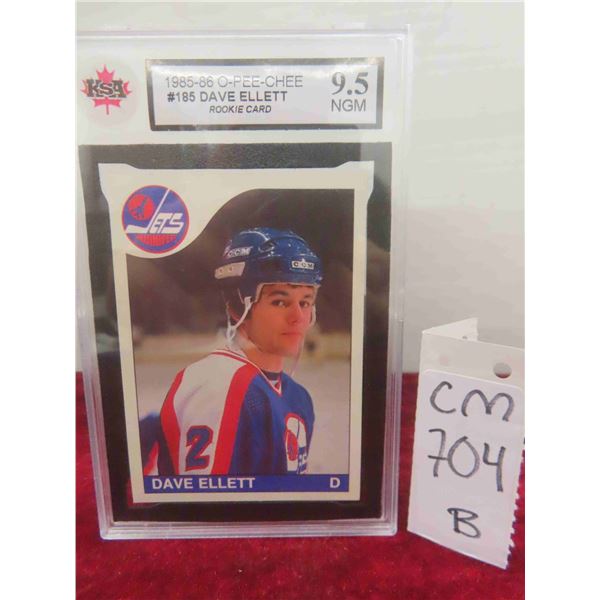 KSA
1985-86 O-PEE-CHEE
#185 DAVE ELLETT
ROOKIE CARD
9.5
NGM
JETS
CCM
CCM
2
DAVE ELLETT D
CM
704
B